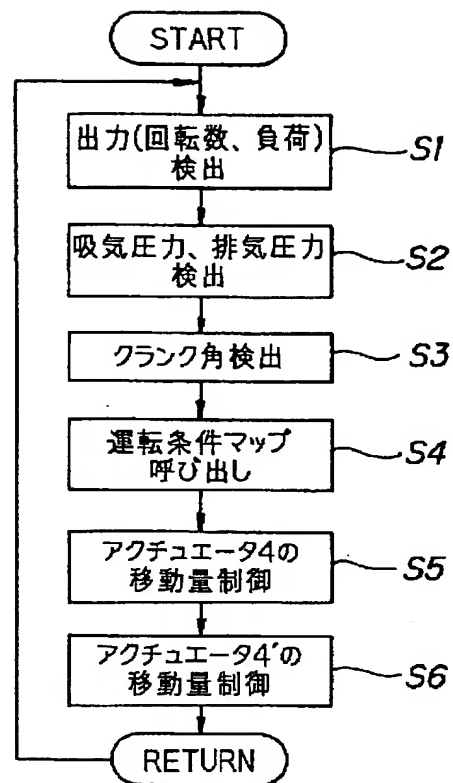 START
出力(回転数、負荷)
検出
S1
吸気圧力、排気圧力
検出
S2
クランク角検出
S3
運転条件マップ
呼び出し
S4
アクチュエータ4の
移動量制御
S5
アクチュエータ4'の
移動量制御
S6
RETURN